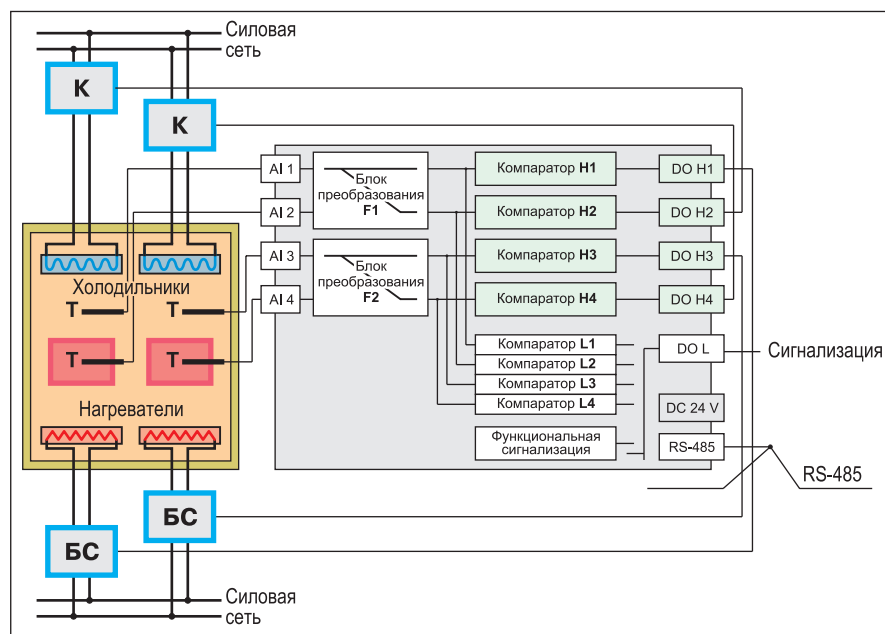 Силовая
сеть
К
К
AI 1
Блок
преобразования
F1
Компаратор H1
DO H1
AI 2
Компаратор H2
DO H2
AI 3
Блок
преобразования
F2
Компаратор H3
DO H3
AI 4
Компаратор H4
DO H4
Холодильники
Т
Т
Т
Т
Нагреватели
Компаратор L1
Компаратор L2
Компаратор L3
Компаратор L4
DO L
Сигнализация
DC 24 V
Функциональная
сигнализация
RS-485
RS-485
БС
БС
Силовая
сеть